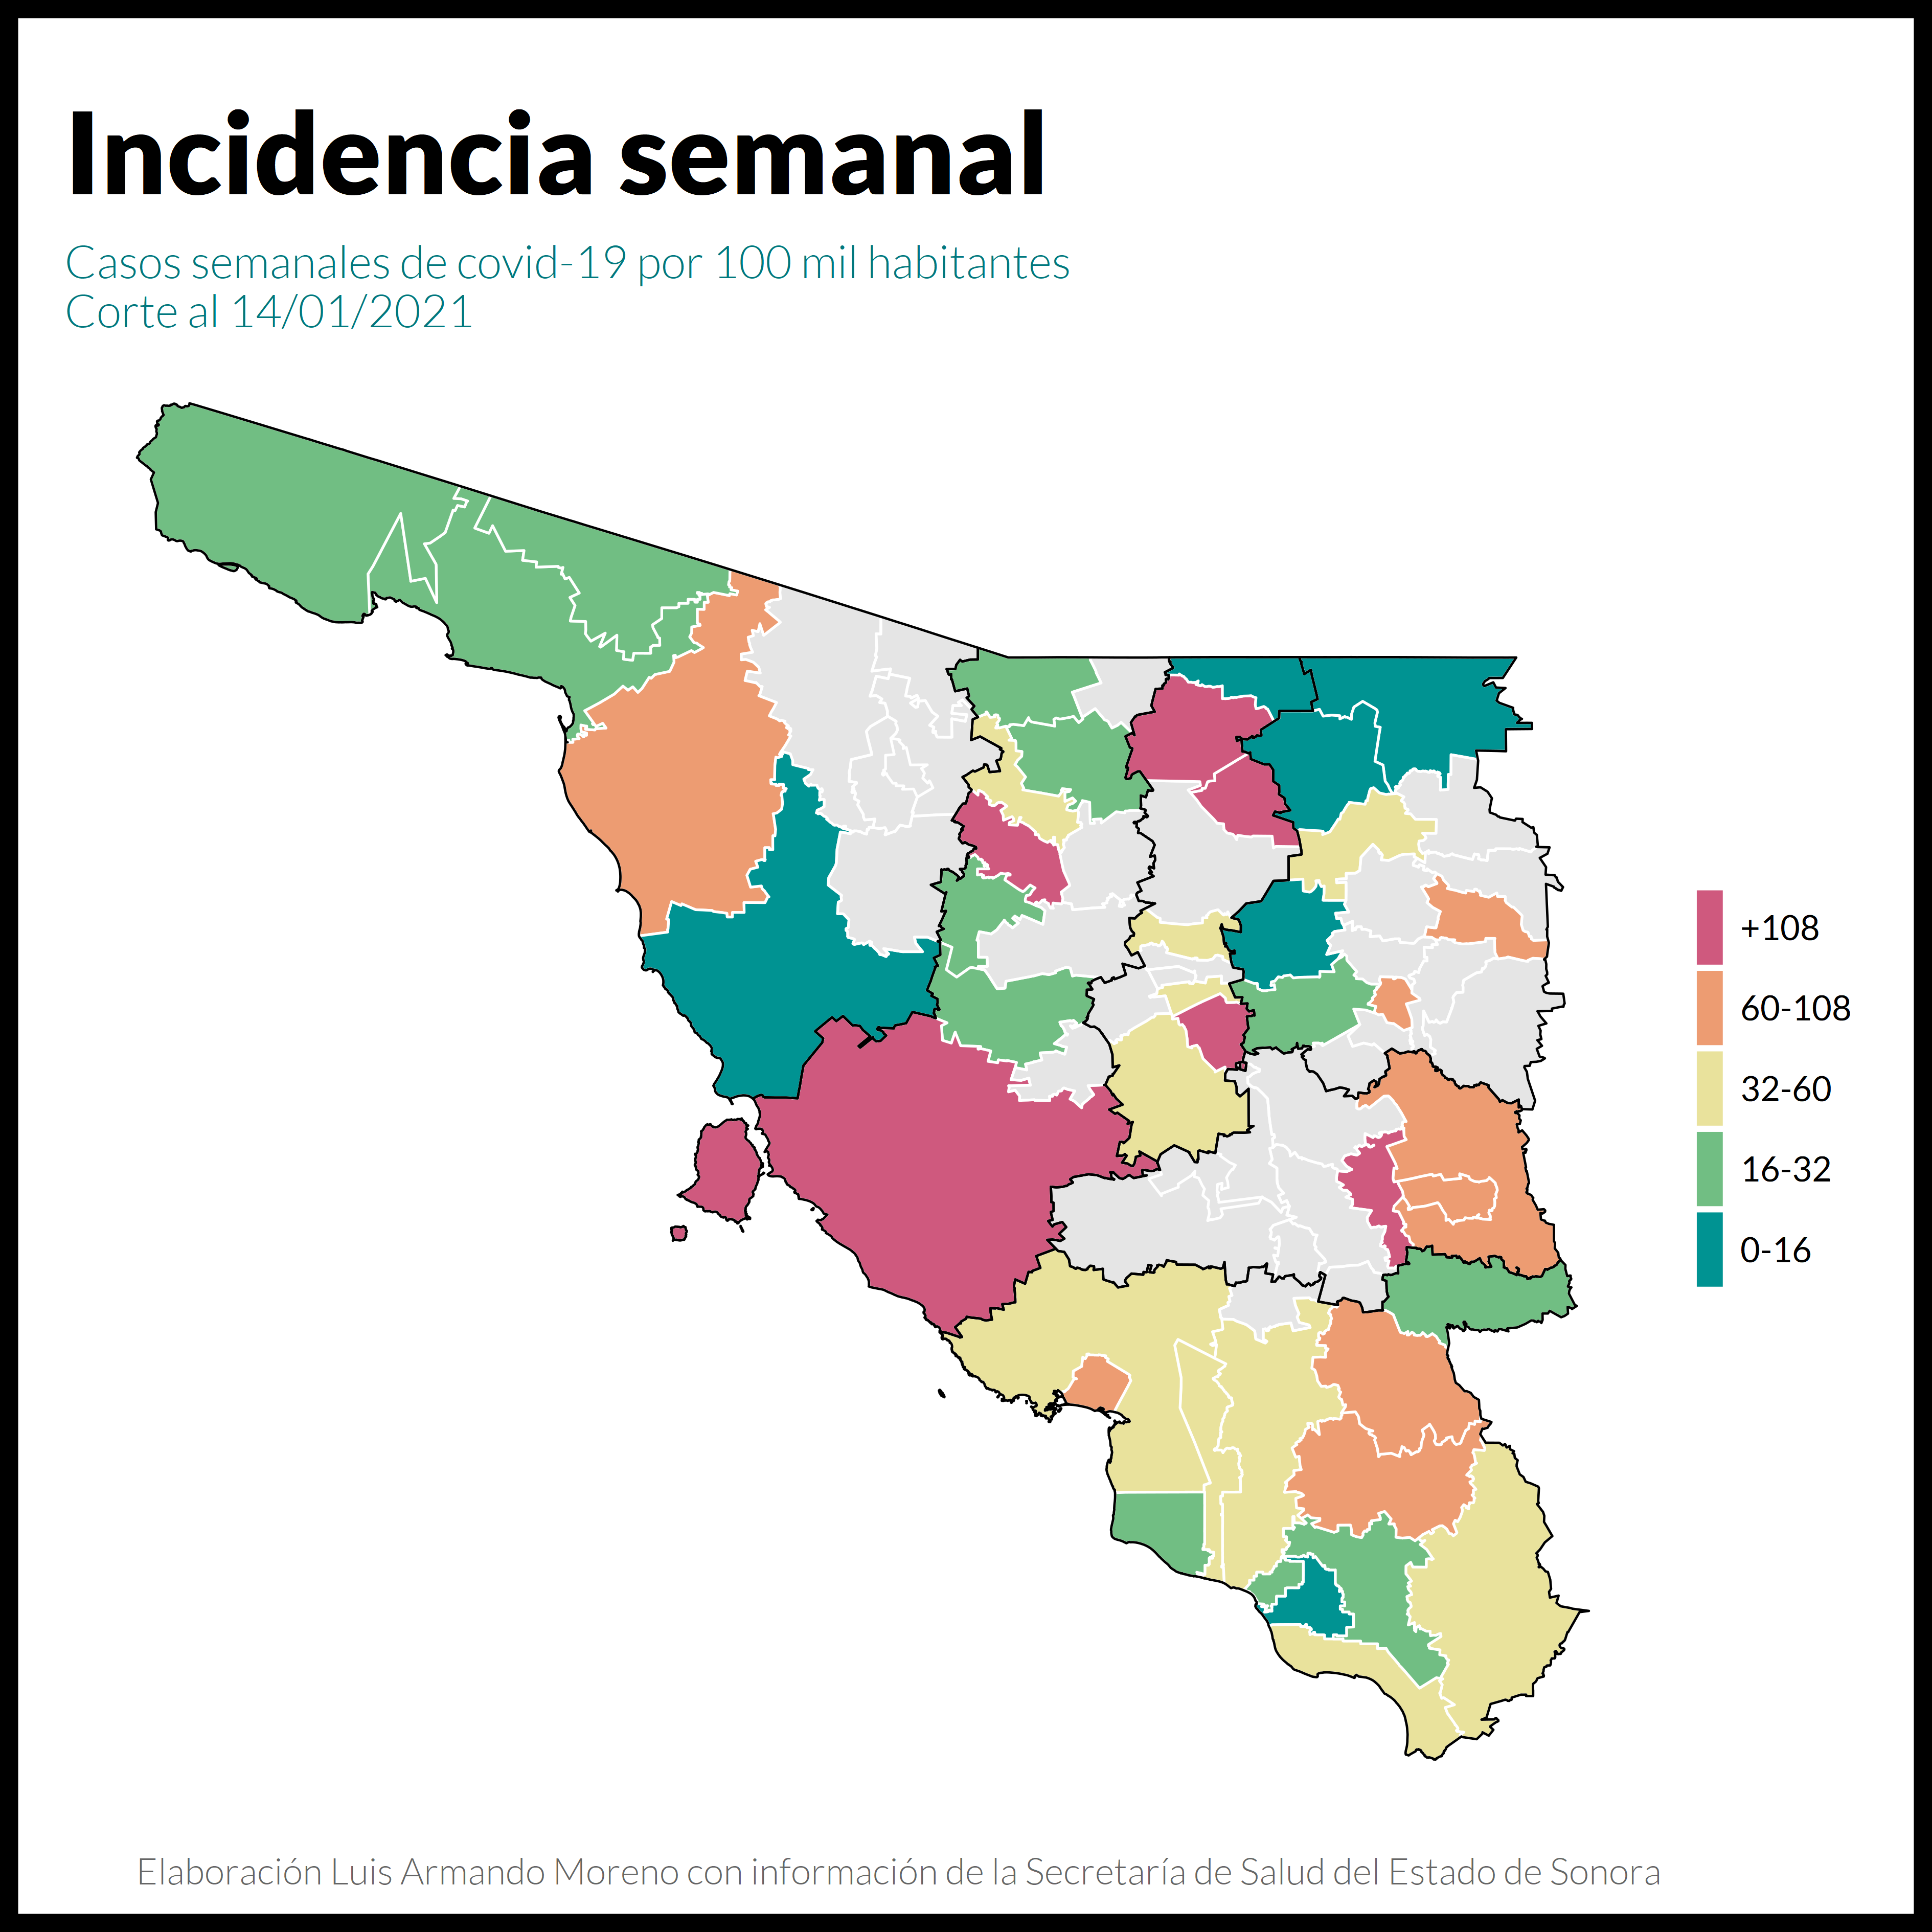 Incidencia semanal
Casos semanales de covid-19 por 100 mil habitantes
Corte al 14/01/2021
+108
60-108
32-60
16-32
0-16
Elaboración Luis Armando Moreno con información de la Secretaría de Salud del Estado de Sonora